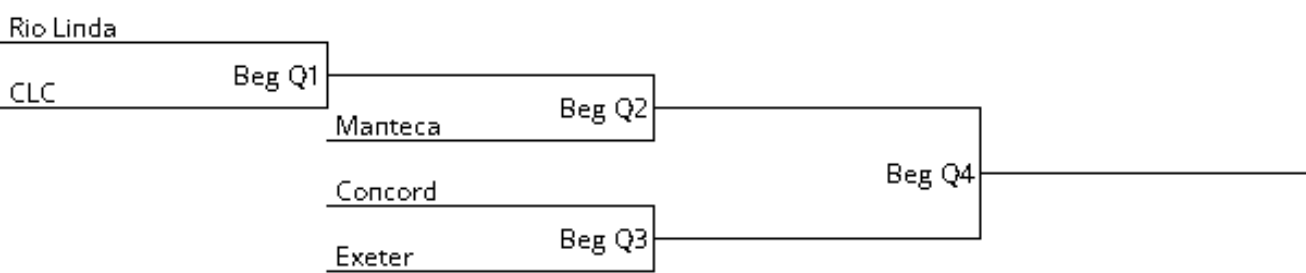 Rio Linda
Beg Q1
CLC
Beg Q2
Manteca
Beg Q4
Concord
Beg Q3
Exeter